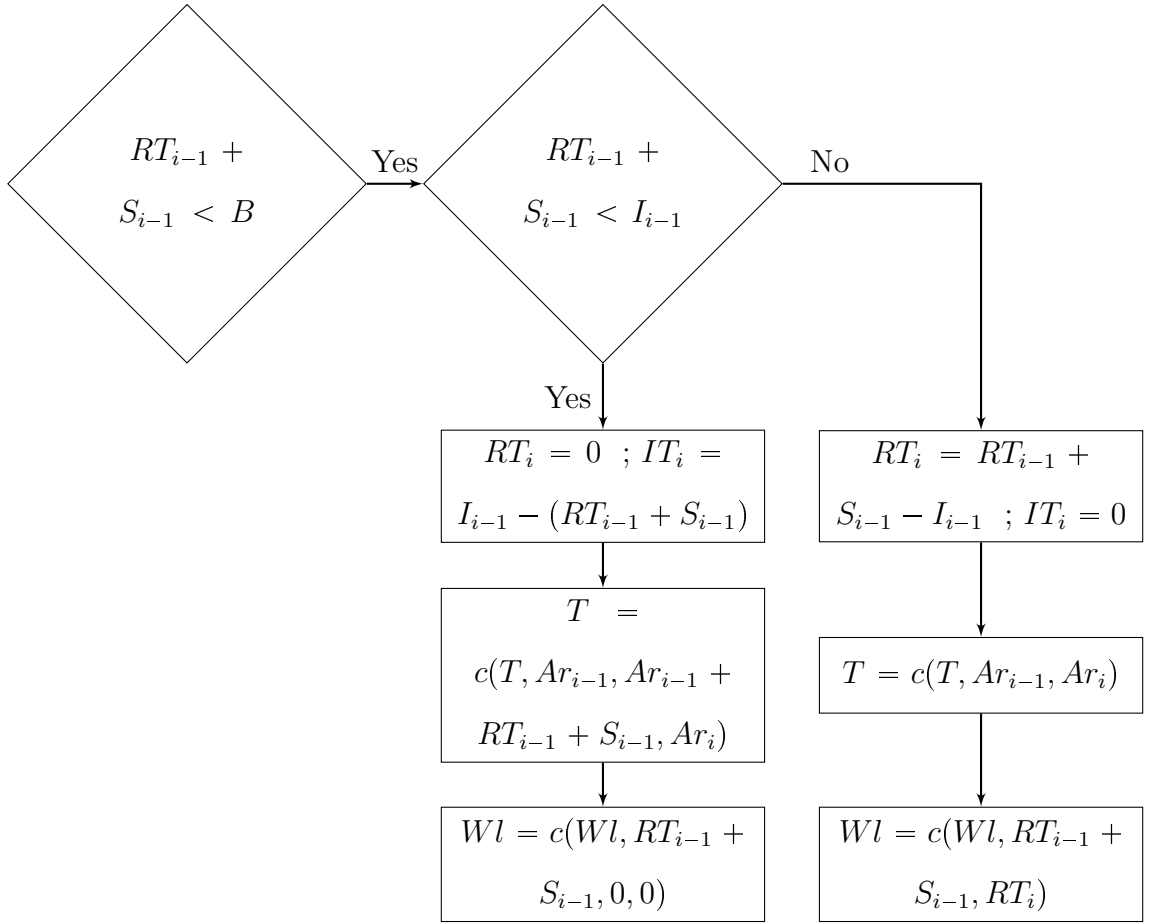 RT_{i−1} +
S_{i−1} < B
Yes
RT_{i−1} +
S_{i−1} < I_{i−1}
No
Yes
RT_i = 0 ; IT_i =
I_{i−1} − (RT_{i−1} + S_{i−1})
RT_i = RT_{i−1} +
S_{i−1} − I_{i−1} ; IT_i = 0
T =
c(T, Ar_{i−1}, Ar_{i−1} +
RT_{i−1} + S_{i−1}, Ar_i)
T = c(T, Ar_{i−1}, Ar_i)
Wl = c(Wl, RT_{i−1} +
S_{i−1}, 0, 0)
Wl = c(Wl, RT_{i−1} +
S_{i−1}, RT_i)